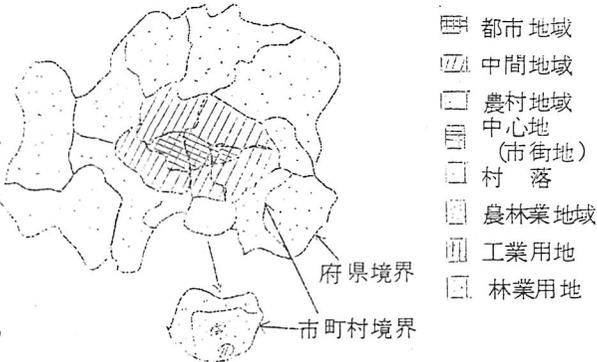 都市地域
中間地域
農村地域
中心地
(市街地)
村 落
農林業地域
工業用地
林業用地
府県境界
市町村境界